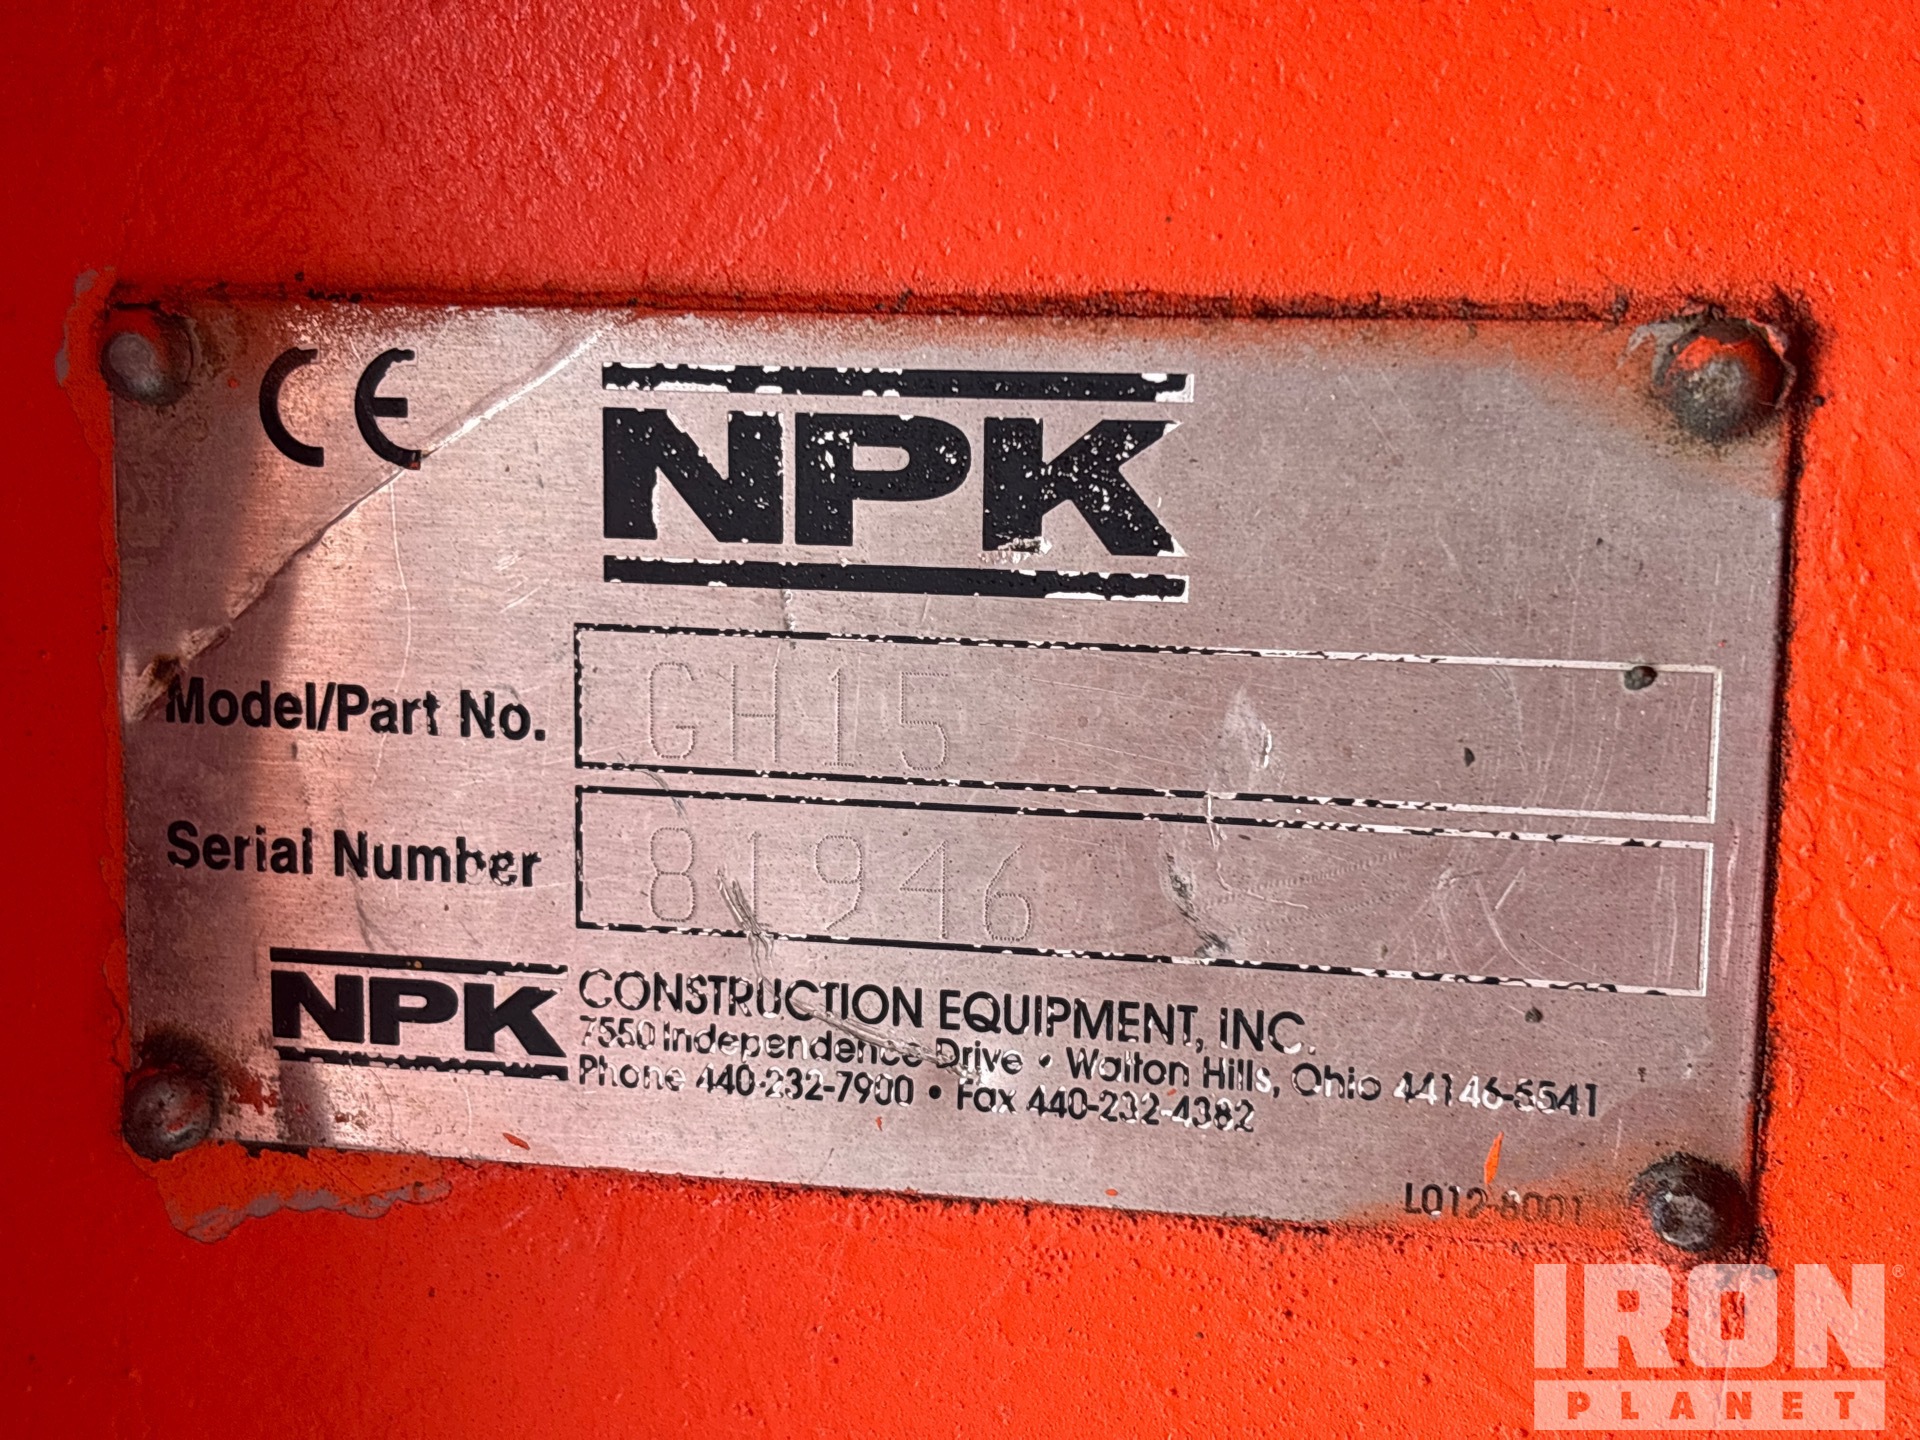 CE
NPK
Model/Part No. GH15
Serial Number 81946
NPK CONSTRUCTION EQUIPMENT, INC.
7550 Independence Drive • Walton Hills, Ohio 44146-5541
Phone 440-232-7900 • Fax 440-232-4382
L012-8001
IRON®
PLANET